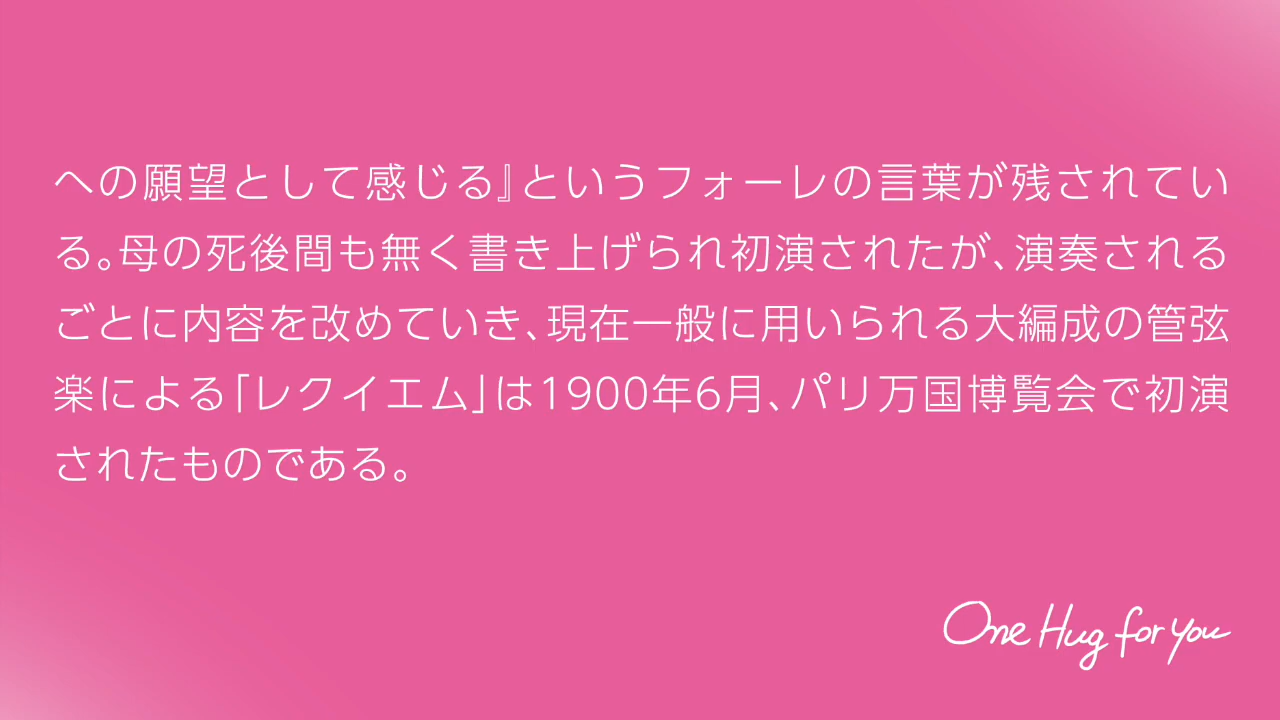 への願望として感じる』というフォーレの言葉が残されてい
る。母の死後間も無く書き上げられ初演されたが、演奏される
ごとに内容を改めていき、現在一般に用いられる大編成の管弦
楽による「レクイエム」は1900年6月、パリ万国博覧会で初演
されたものである。
One Hug for you